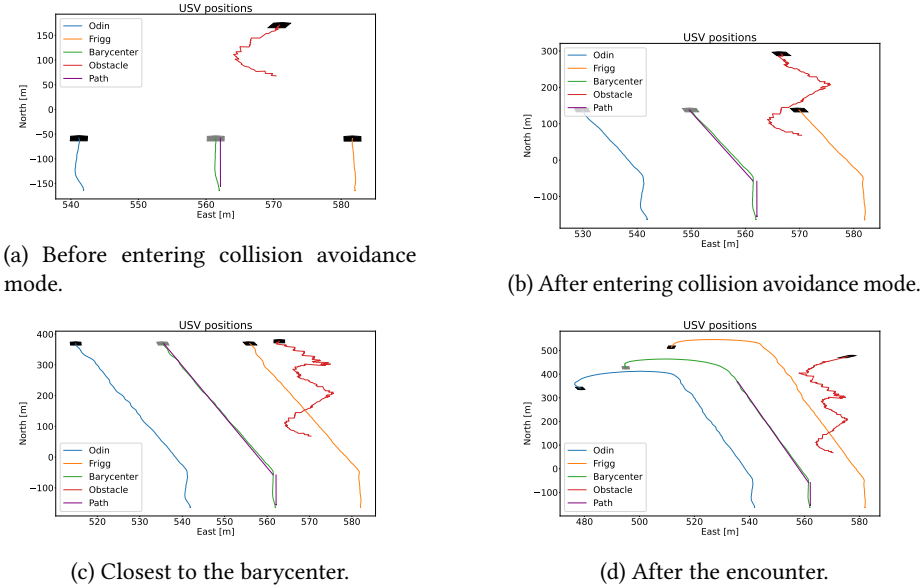 USV positions
North [m]
150
100
50
0
−50
−100
−150
Odin
Frigg
Barycenter
Obstacle
Path
540 550 560 570 580
East [m]
(a) Before entering collision avoidance
mode.
USV positions
North [m]
300
200
100
0
−100
Odin
Frigg
Barycenter
Obstacle
Path
530 540 550 560 570 580
East [m]
(b) After entering collision avoidance mode.
USV positions
North [m]
400
300
200
100
0
−100
Odin
Frigg
Barycenter
Obstacle
Path
520 530 540 550 560 570 580
East [m]
(c) Closest to the barycenter.
USV positions
North [m]
500
400
300
200
100
0
−100
Odin
Frigg
Barycenter
Obstacle
Path
480 500 520 540 560 580
East [m]
(d) After the encounter.